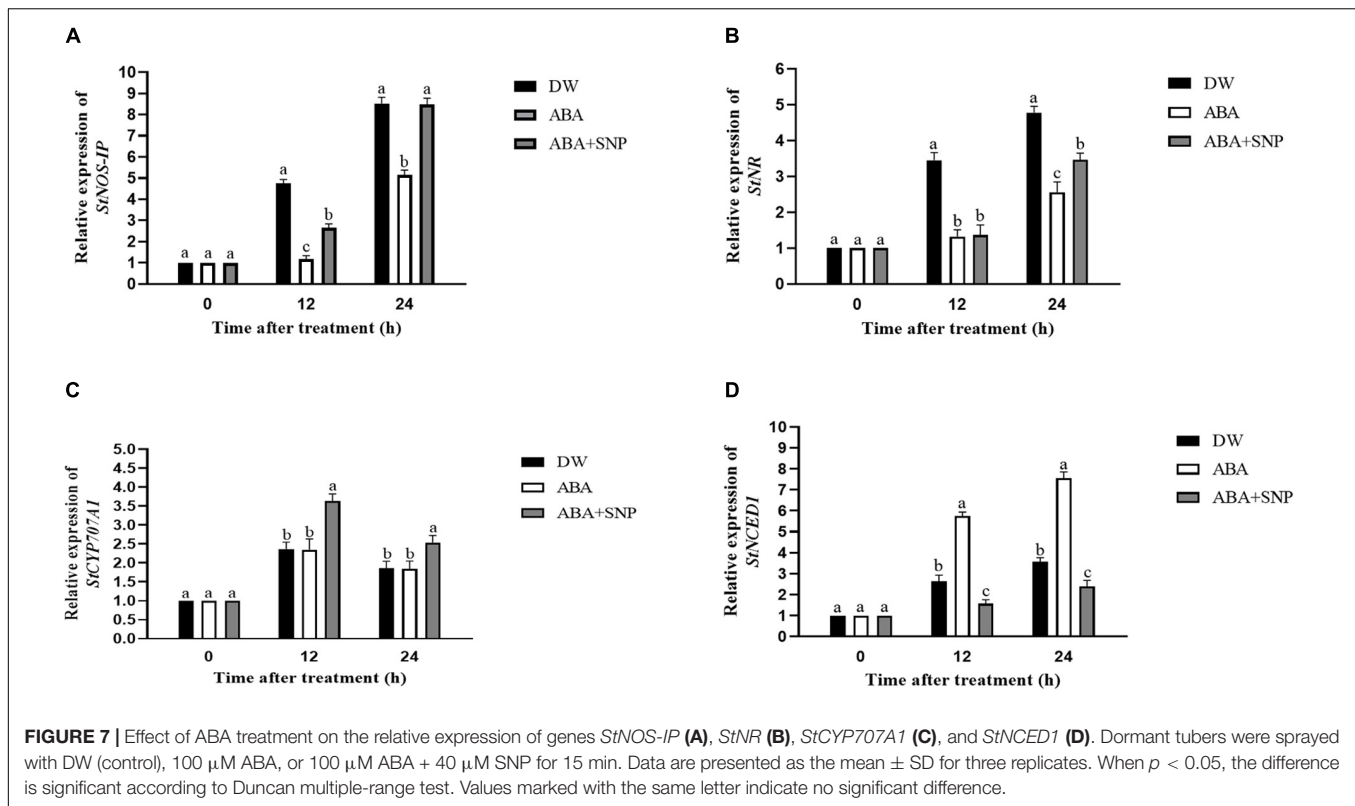 A
Relative expression of
StNOS-IP
10
9
8
7
6
5
4
3
2
1
0
a a a
a c b
a b a
0 12 24
Time after treatment (h)
DW
ABA
ABA+SNP
B
Relative expression of
StNR
6
5
4
3
2
1
0
a a a
a b b
a c b
0 12 24
Time after treatment (h)
DW
ABA
ABA+SNP
C
Relative expression of
StCYP707A1
5.0
4.5
4.0
3.5
3.0
2.5
2.0
1.5
1.0
0.5
0.0
a a a
b b a
b b a
0 12 24
Time after treatment (h)
DW
ABA
ABA+SNP
D
Relative expression of
StNCED1
10
9
8
7
6
5
4
3
2
1
0
a a a
b a c
b a c
0 12 24
Time after treatment (h)
DW
ABA
ABA+SNP
FIGURE 7 | Effect of ABA treatment on the relative expression of genes StNOS-IP (A), StNR (B), StCYP707A1 (C), and StNCED1 (D). Dormant tubers were sprayed
with DW (control), 100 μM ABA, or 100 μM ABA + 40 μM SNP for 15 min. Data are presented as the mean ± SD for three replicates. When p < 0.05, the difference
is significant according to Duncan multiple-range test. Values marked with the same letter indicate no significant difference.